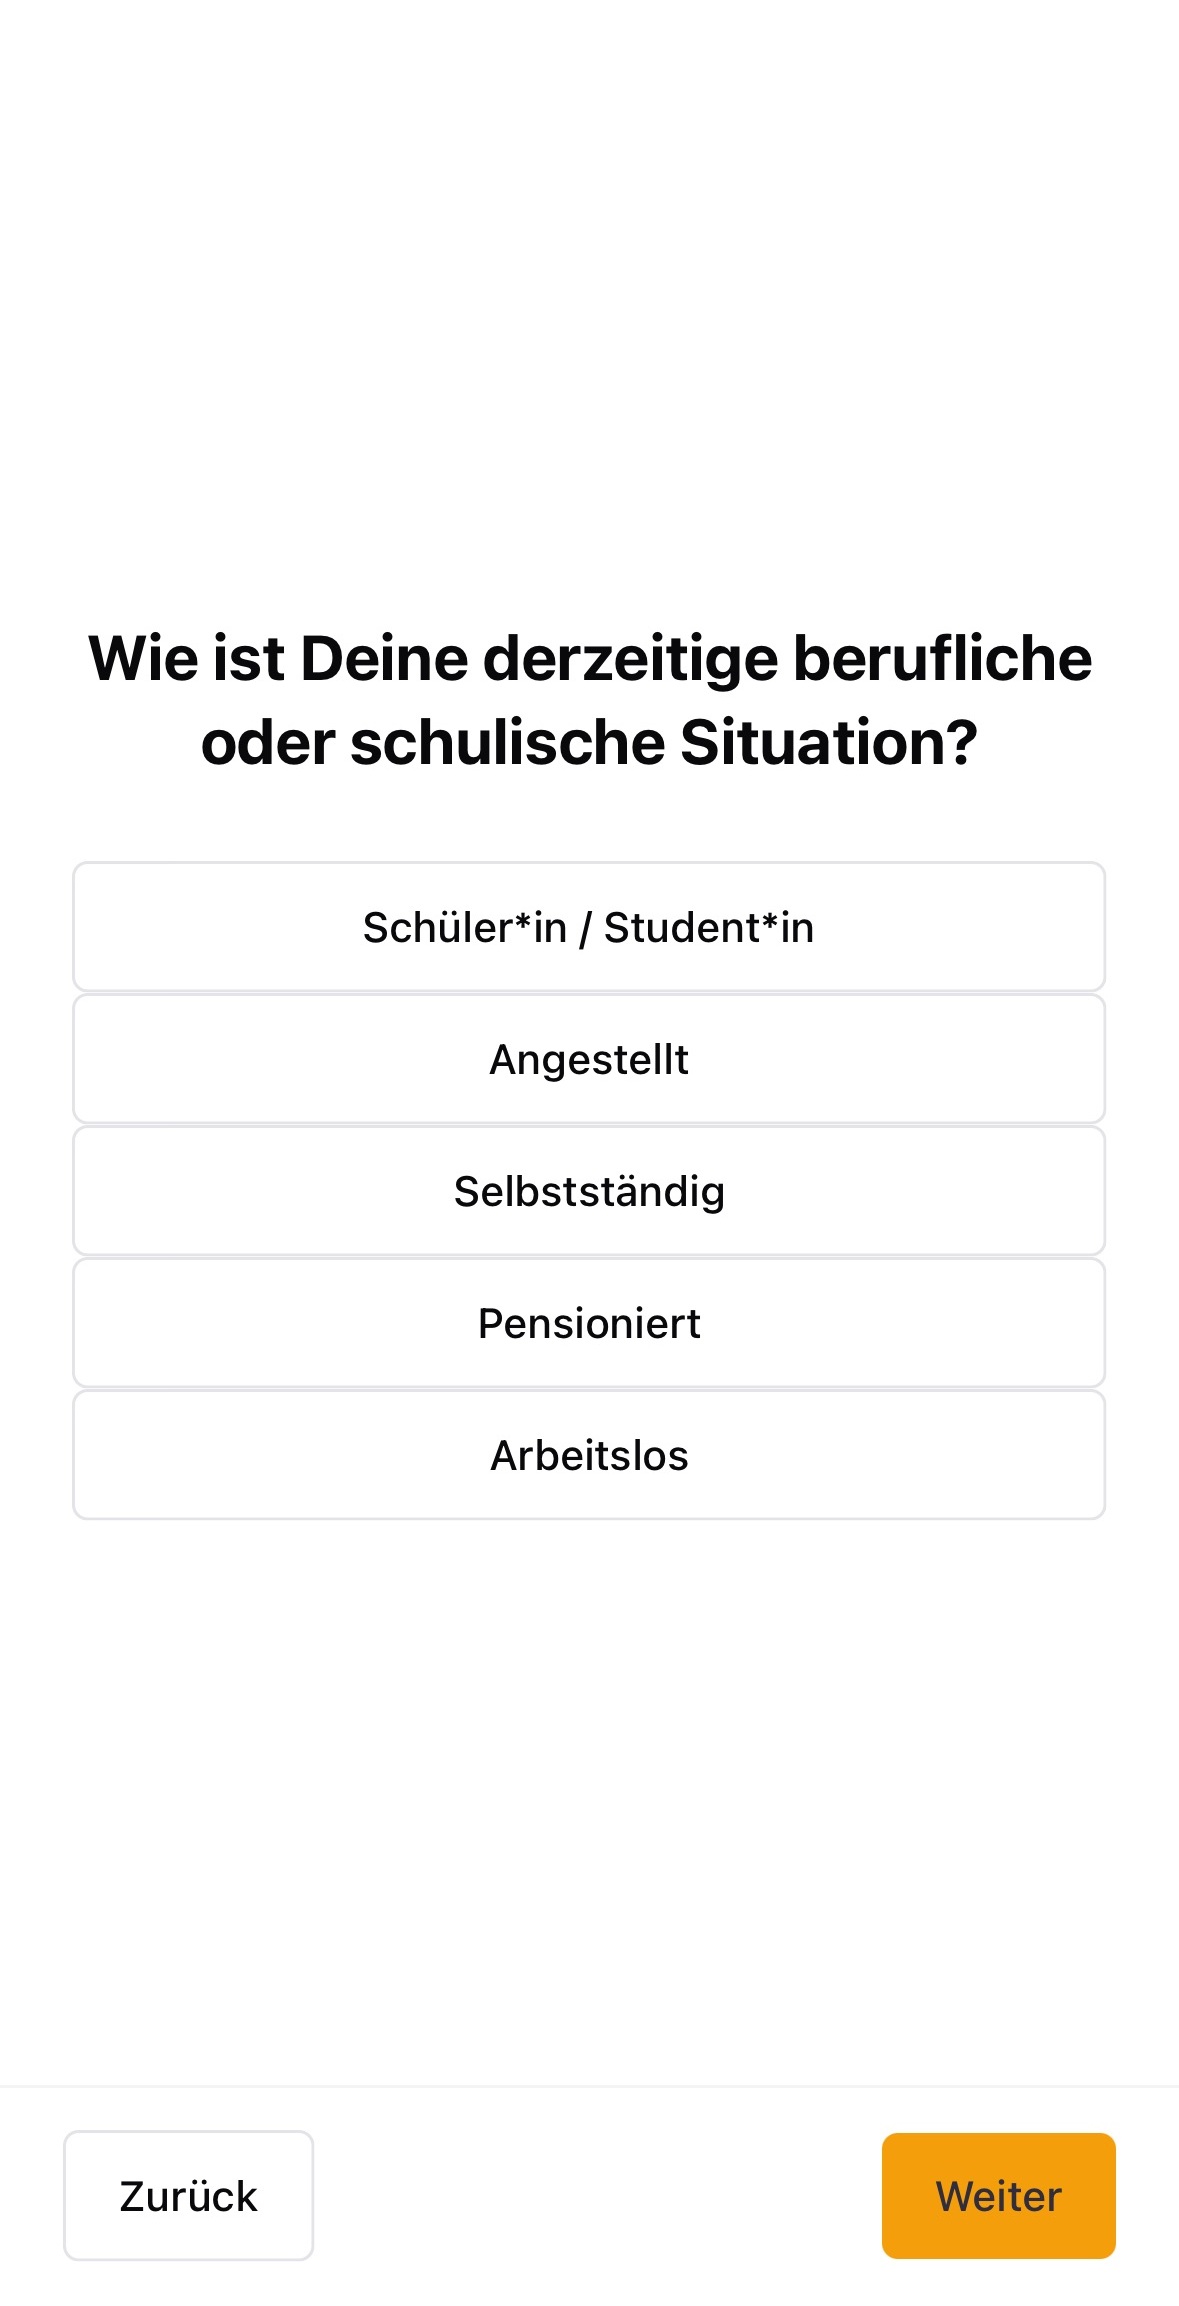 Wie ist Deine derzeitige berufliche
oder schulische Situation?
Schüler*in / Student*in
Angestellt
Selbstständig
Pensioniert
Arbeitslos
Zurück
Weiter